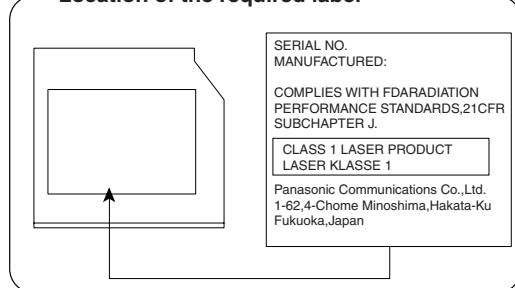 Location of the required label
SERIAL NO.
MANUFACTURED:
COMPLIES WITH FDARADIATION
PERFORMANCE STANDARDS,21CFR
SUBCHAPTER J.
CLASS 1 LASER PRODUCT
LASER KLASSE 1
Panasonic Communications Co.,Ltd.
1-62,4-Chome Minoshima,Hakata-Ku
Fukuoka,Japan